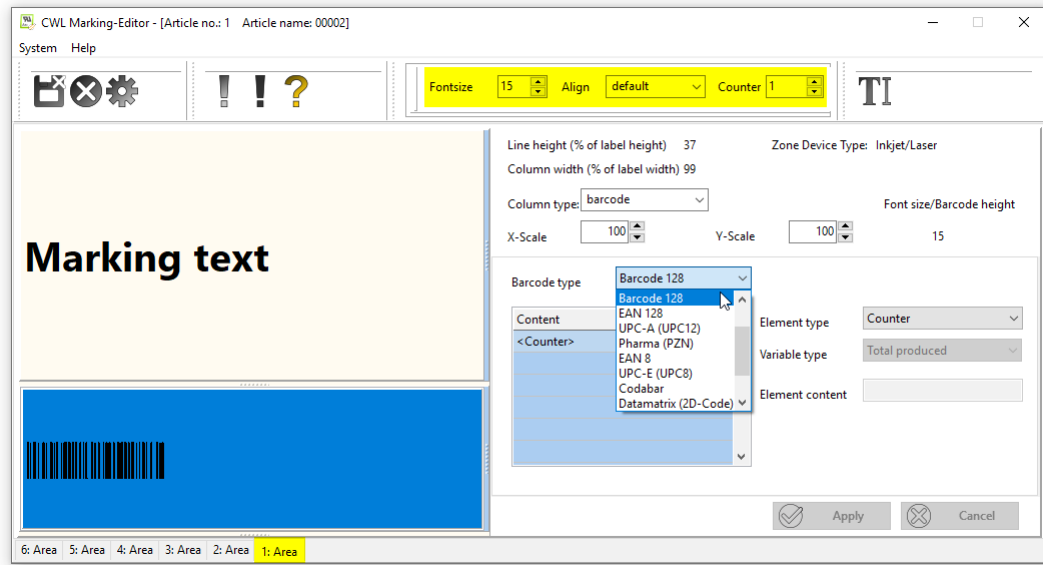 CWL Marking-Editor - [Article no.: 1   Article name: 00002]
System Help
Fontsize 15 Align default Counter 1
TI
Line height (% of label height) 37 Zone Device Type: Inkjet/Laser
Column width (% of label width) 99
Column type: barcode Font size/Barcode height
X-Scale 100 Y-Scale 100 15
Marking text
Barcode type Barcode 128
Barcode 128
EAN 128
UPC-A (UPC12)
Pharma (PZN)
EAN 8
UPC-E (UPC8)
Codabar
Datamatrix (2D-Code)
Content
<Counter>
Element type Counter
Variable type Total produced
Element content
Apply Cancel
6: Area 5: Area 4: Area 3: Area 2: Area 1: Area